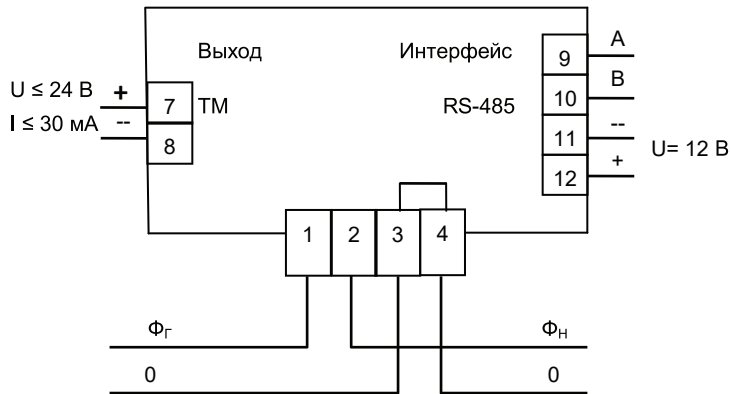 Выход
Интерфейс
9
A
U ≤ 24 В
+
7
ТМ
RS-485
10
B
I ≤ 30 мА
--
8
11
--
U= 12 В
12
+
1
2
3
4
Фг
Фн
0
0